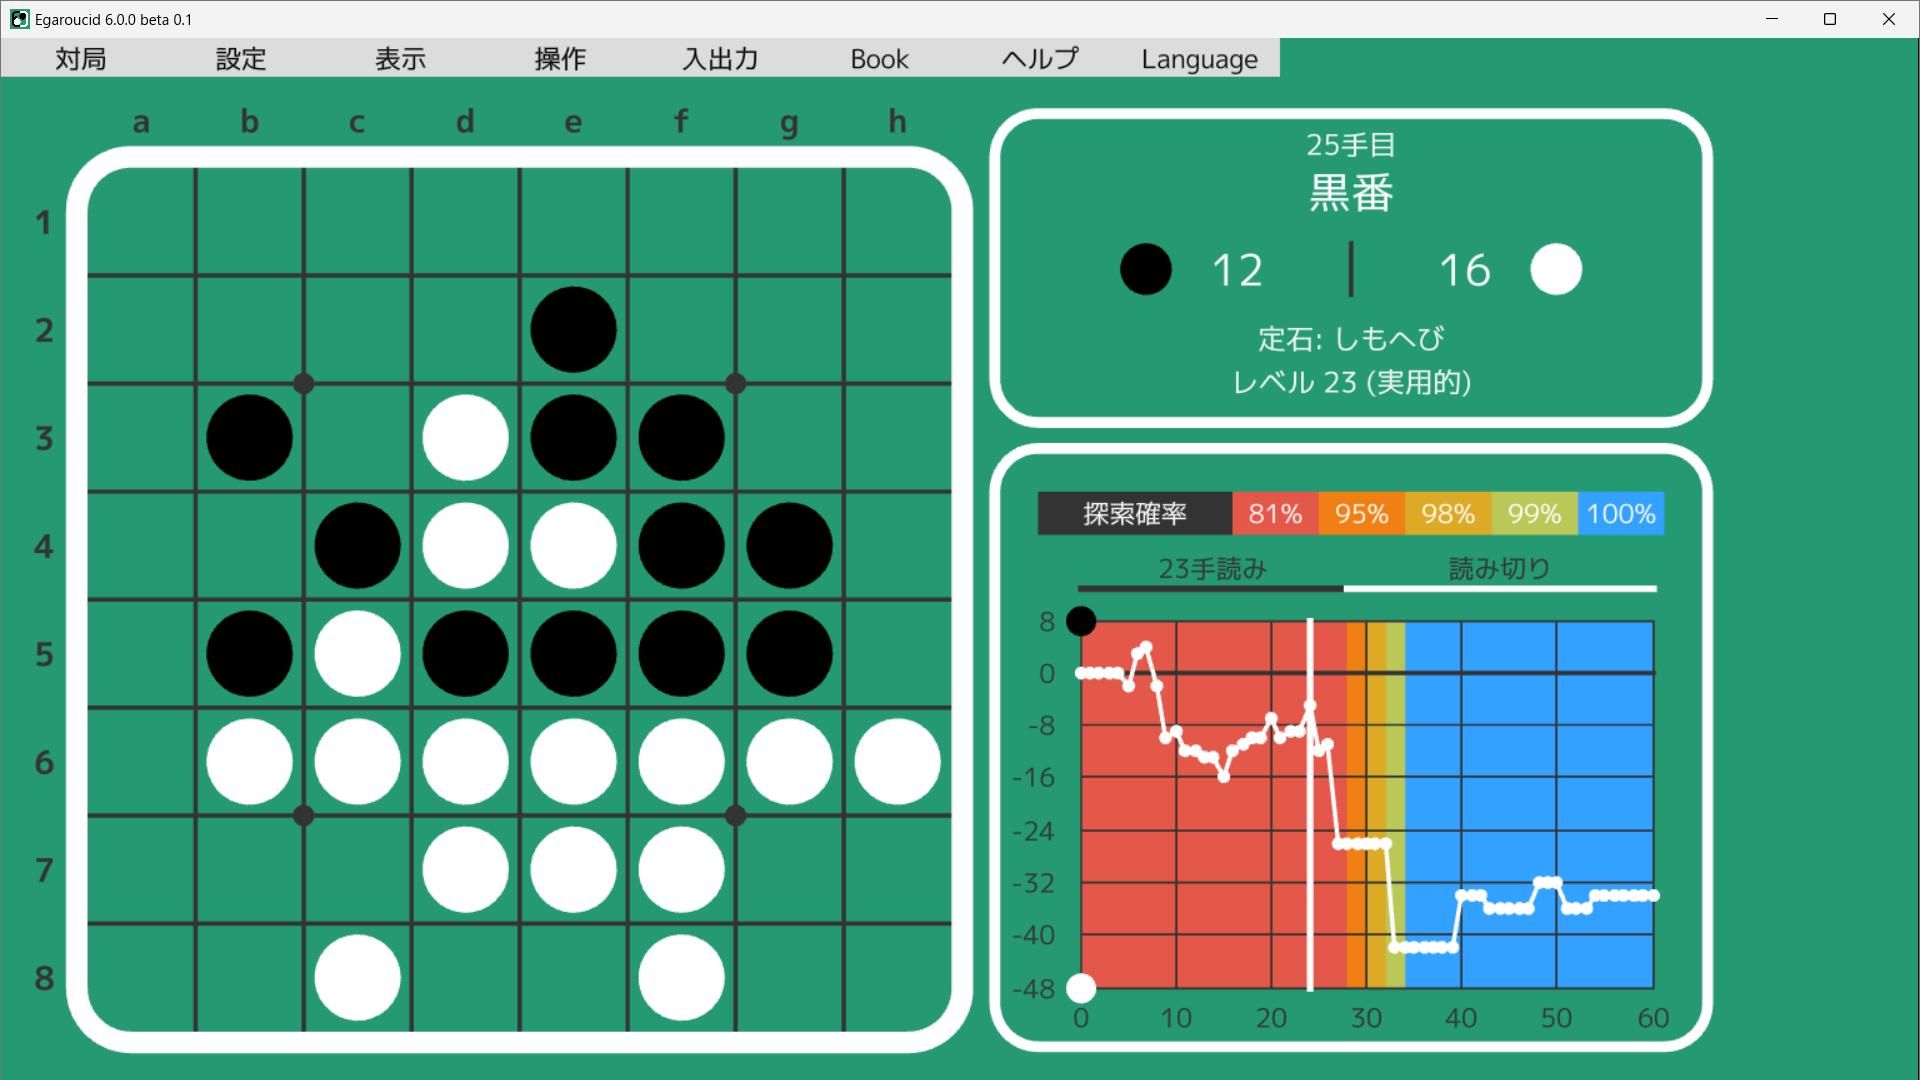 Egaroucid 6.0.0 beta 0.1
対局 設定 表示 操作 入出力 Book ヘルプ Language
a b c d e f g h
1
2
3
4
5
6
7
8
25手目
黒番
12 16
定石: しもへび
レベル 23 (実用的)
探索確率 81% 95% 98% 99% 100%
23手読み 読み切り
8
0
-8
-16
-24
-32
-40
-48
0 10 20 30 40 50 60